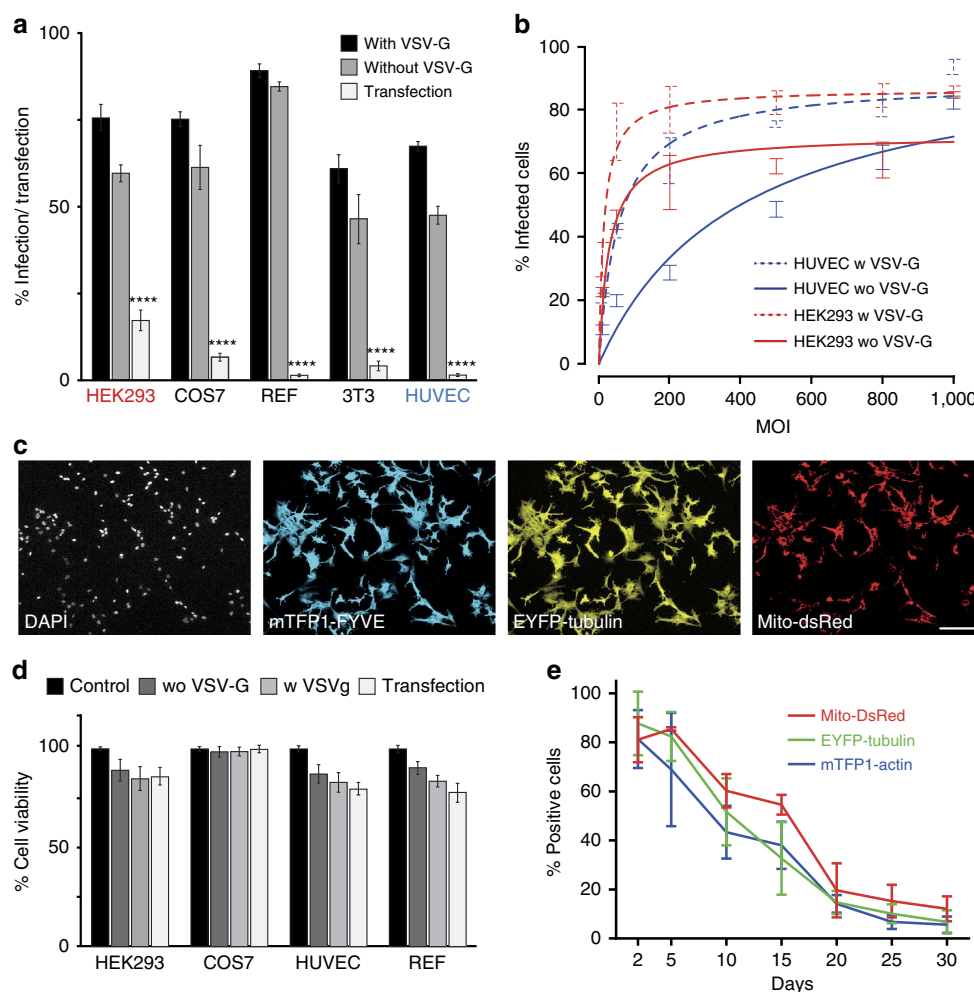 a
% Infection/ transfection
100
50
0
With VSV-G
Without VSV-G
Transfection
****
****
****
****
****
HEK293
COS7
REF
3T3
HUVEC
b
% Infected cells
100
80
60
40
20
0
HUVEC w VSV-G
HUVEC wo VSV-G
HEK293 w VSV-G
HEK293 wo VSV-G
0
200
400
600
800
1,000
MOI
c
DAPI
mTFP1-FYVE
EYFP-tubulin
Mito-dsRed
d
Control
wo VSV-G
w VSVg
Transfection
% Cell viability
100
50
0
HEK293
COS7
HUVEC
REF
e
% Positive cells
100
80
60
40
20
0
Mito-DsRed
EYFP-tubulin
mTFP1-actin
2
5
10
15
20
25
30
Days